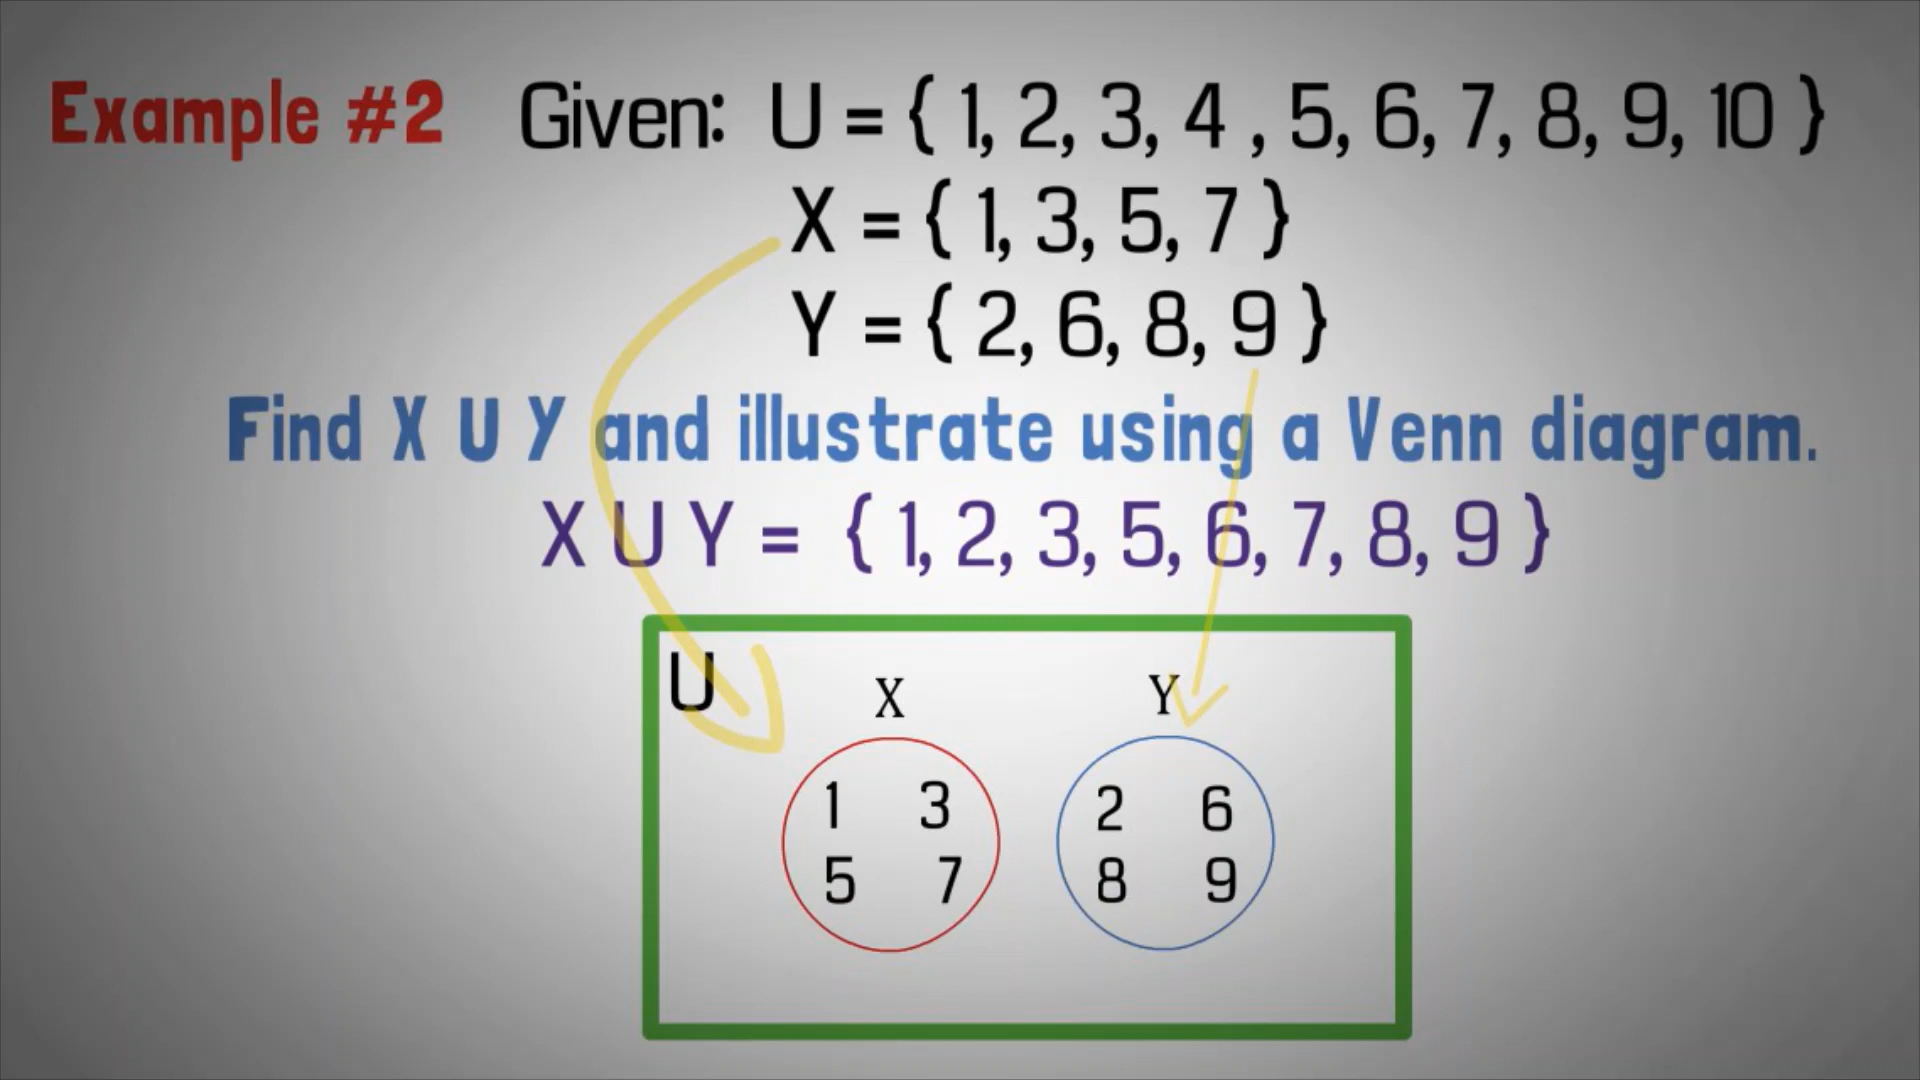 Example #2 Given: U = { 1, 2, 3, 4 , 5, 6, 7, 8, 9, 10 }
X = { 1, 3, 5, 7 }
Y = { 2, 6, 8, 9 }
Find X U Y and illustrate using a Venn diagram.
X U Y = { 1, 2, 3, 5, 6, 7, 8, 9 }
U
X Y
1 3 2 6
5 7 8 9